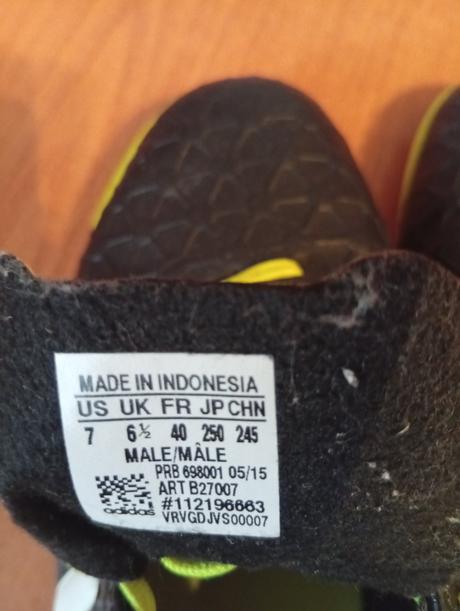 MADE IN INDONESIA
US UK FR JP CHN
7 6½ 40 250 245
MALE/MÂLE
PRB 698001 05/15
ART B27007
#112196663
adidas VRVGDJVS00007